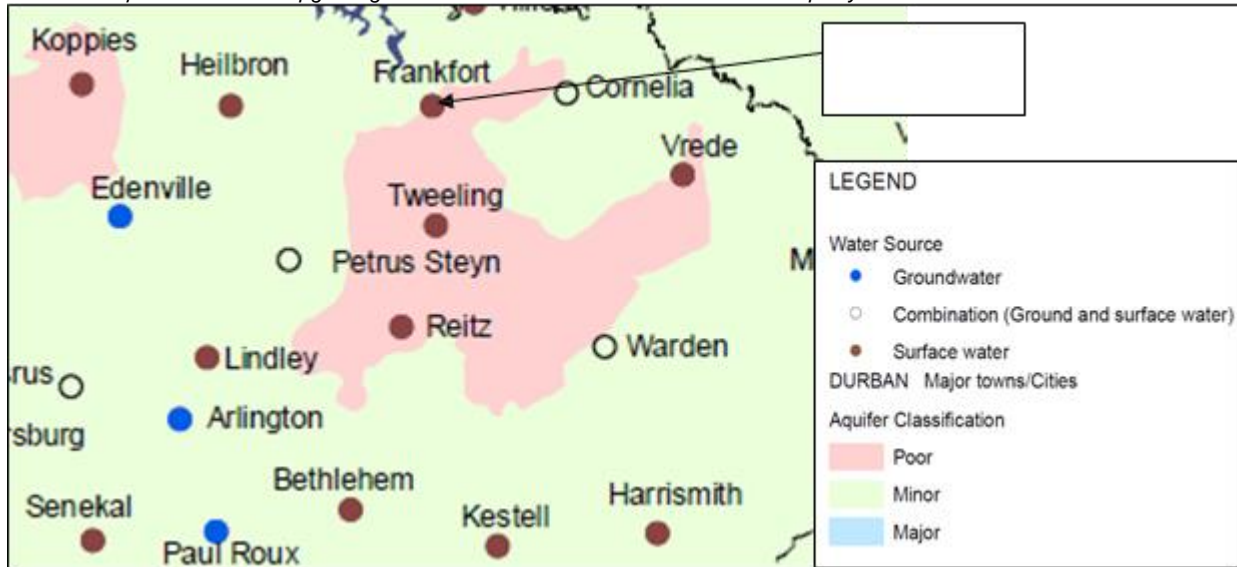 Koppies
Heilbron
Frankfort
Cornelia
Vrede
Edenville
Tweeling
Petrus Steyn
Reitz
Warden
Lindley
rus
Arlington
rsburg
Bethlehem
Harrismith
Senekal
Kestell
Paul Roux
M
LEGEND
Water Source
Groundwater
Combination (Ground and surface water)
Surface water
DURBAN Major towns/Cities
Aquifer Classification
Poor
Minor
Major